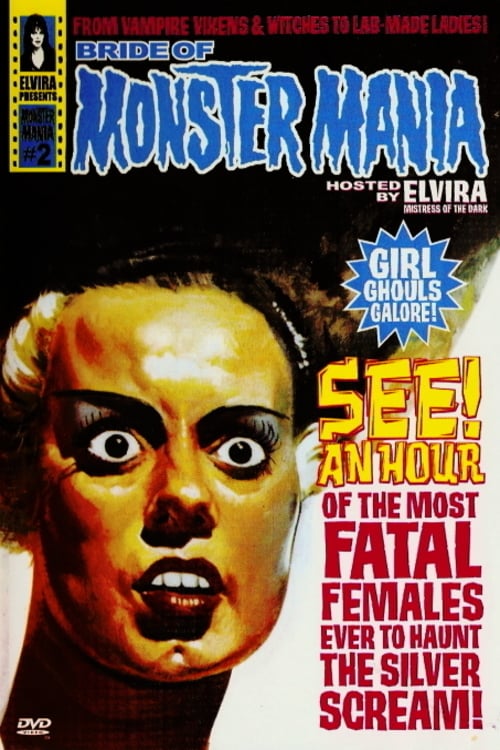 FROM VAMPIRE VIXENS & WITCHES TO LAB-MADE LADIES!
BRIDE OF
MONSTER MANIA
ELVIRA
PRESENTS
MONSTER
MANIA
#2
HOSTED
BY ELVIRA
MISTRESS OF THE DARK
GIRL
GHOULS
GALORE!
SEE!
AN HOUR
OF THE MOST
FATAL
FEMALES
EVER TO HAUNT
THE SILVER
SCREAM!
DVD
VIDEO